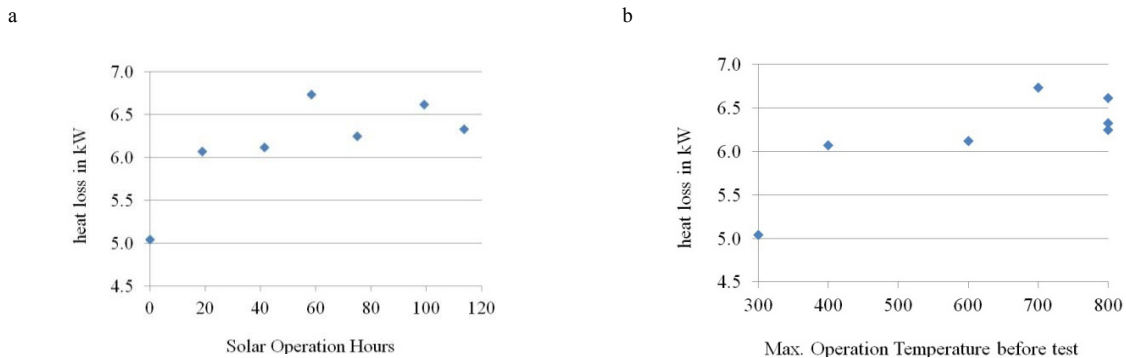 a
7.0
6.5
6.0
5.5
5.0
4.5
heat loss in kW
0 20 40 60 80 100 120
Solar Operation Hours
b
7.0
6.5
6.0
5.5
5.0
4.5
heat loss in kW
300 400 500 600 700 800
Max. Operation Temperature before test